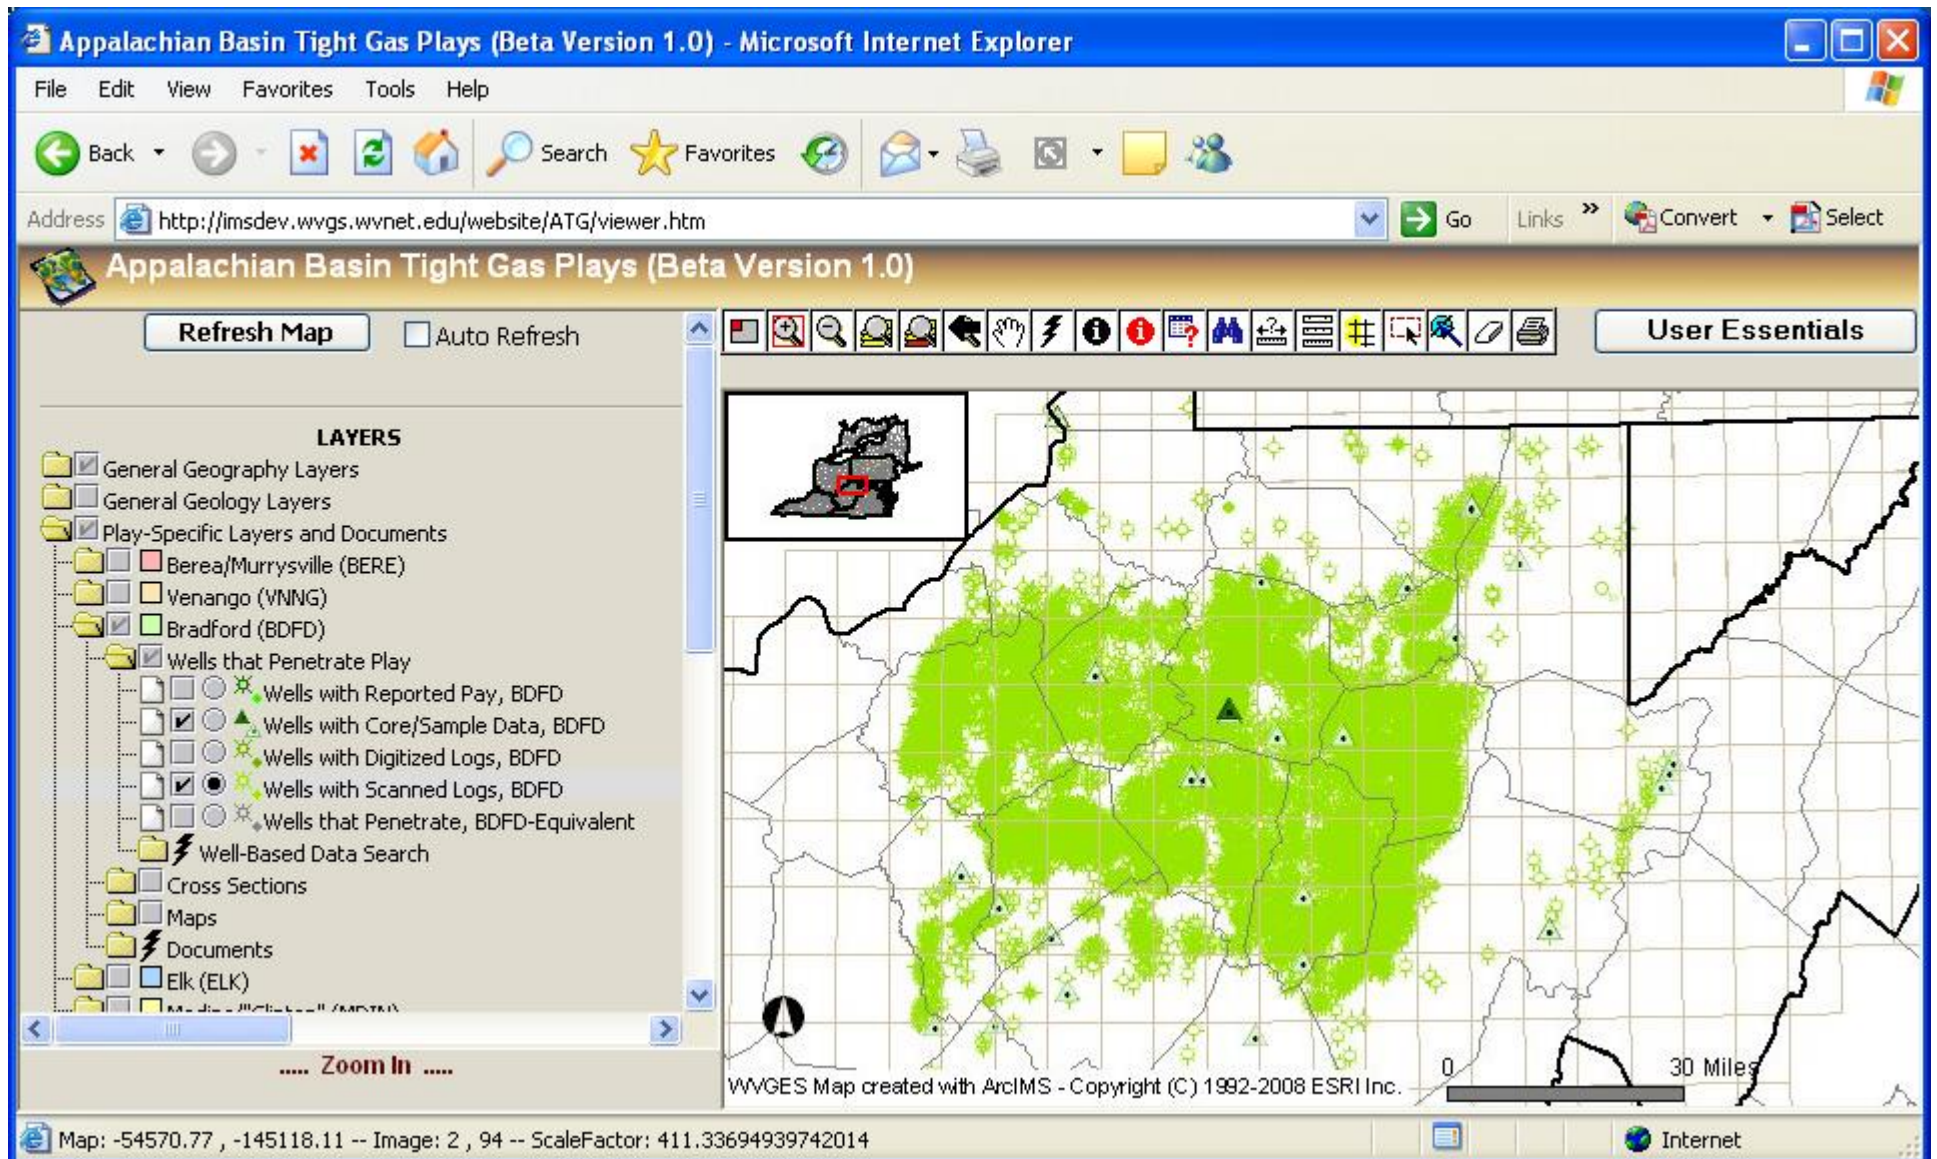 Appalachian Basin Tight Gas Plays (Beta Version 1.0) - Microsoft Internet Explorer
File Edit View Favorites Tools Help
Back Search Favorites
Address http://imsdev.wvgs.wvnet.edu/website/ATG/viewer.htm Go Links » Convert Select
Appalachian Basin Tight Gas Plays (Beta Version 1.0)
Refresh Map Auto Refresh
User Essentials
LAYERS
General Geography Layers
General Geology Layers
Play-Specific Layers and Documents
Berea/Murrysville (BERE)
Venango (VNNG)
Bradford (BDFD)
Wells that Penetrate Play
Wells with Reported Pay, BDFD
Wells with Core/Sample Data, BDFD
Wells with Digitized Logs, BDFD
Wells with Scanned Logs, BDFD
Wells that Penetrate, BDFD-Equivalent
Well-Based Data Search
Cross Sections
Maps
Documents
Elk (ELK)
..... Zoom In .....
0 30 Miles
WVGES Map created with ArcIMS - Copyright (C) 1992-2008 ESRI Inc.
Map: -54570.77 , -145118.11 -- Image: 2 , 94 -- ScaleFactor: 411.33694939742014
Internet